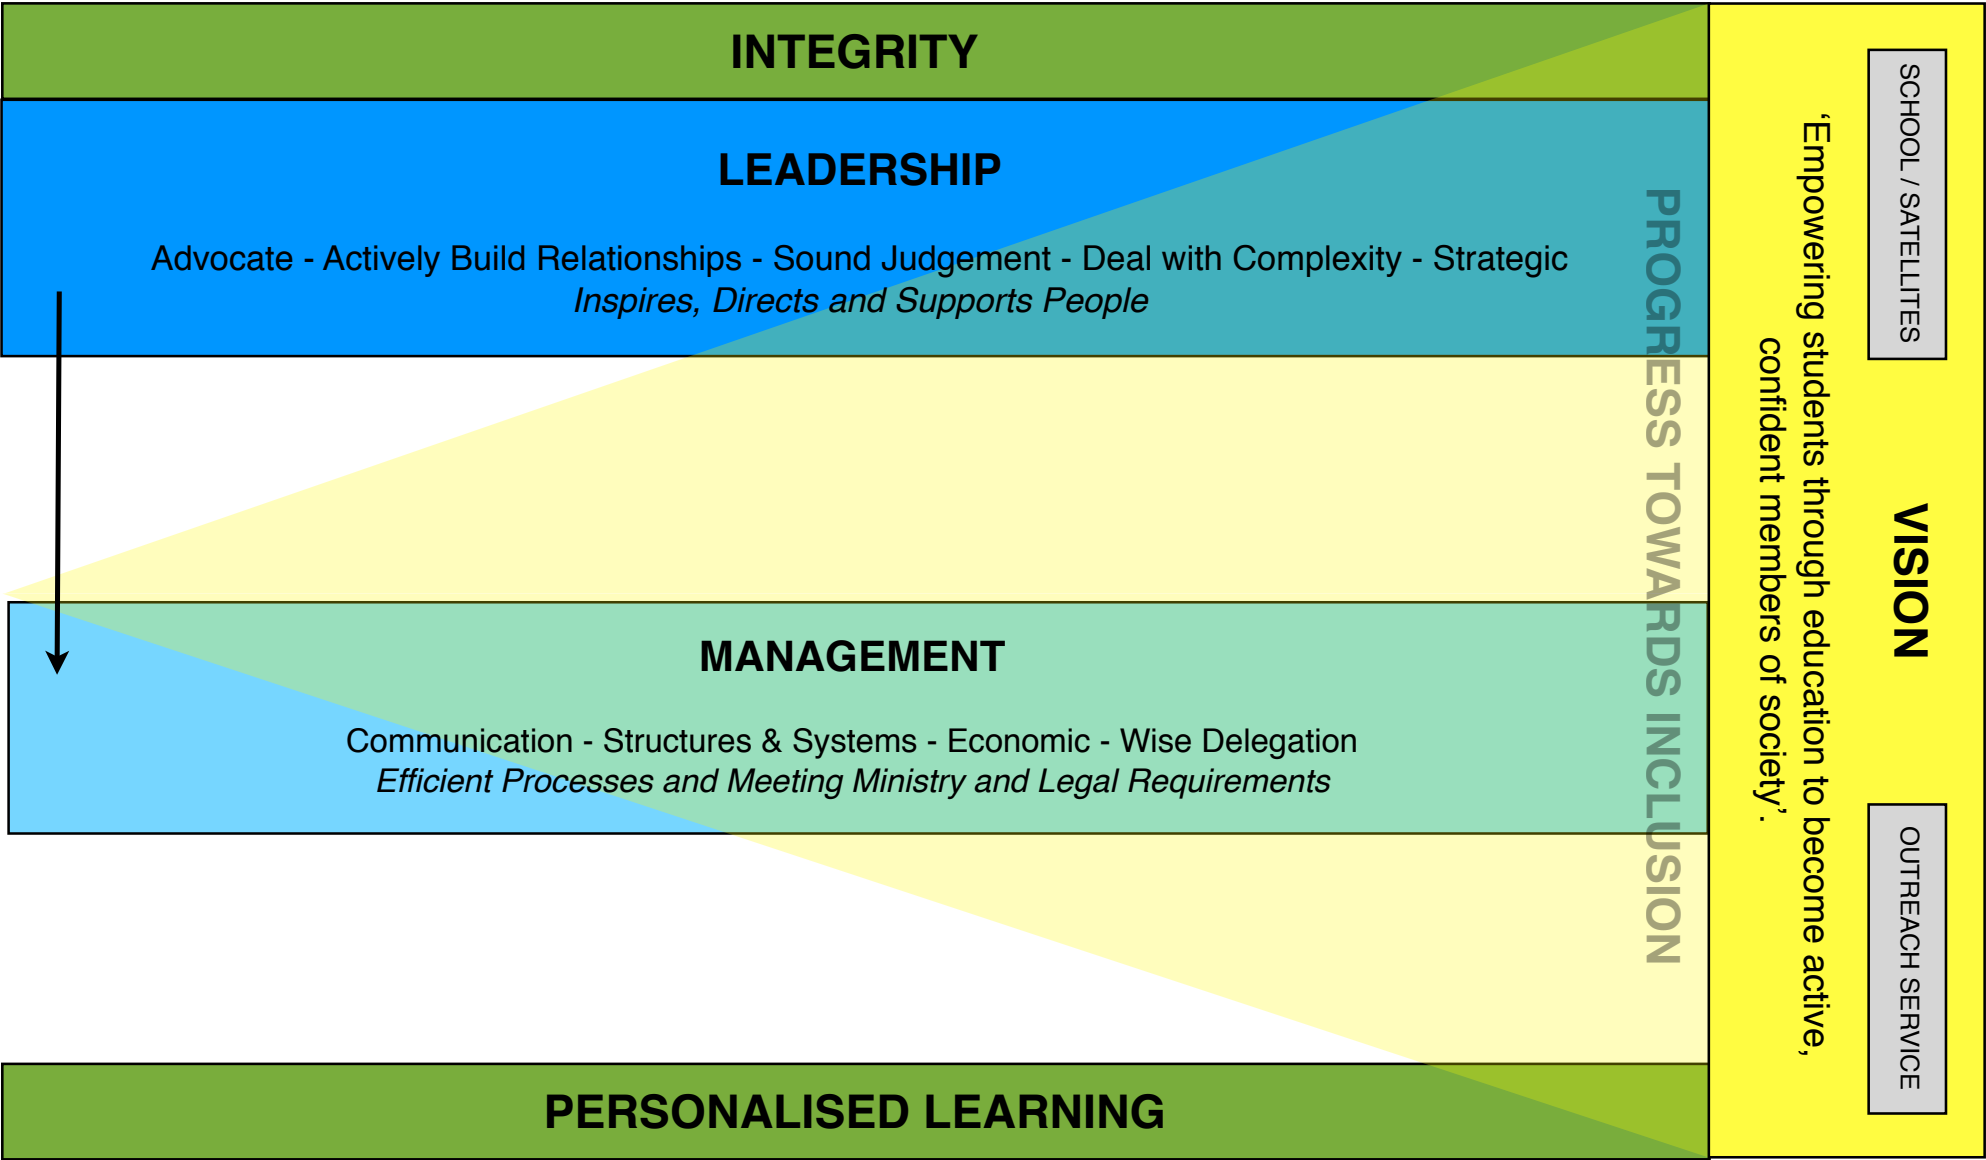 INTEGRITY
LEADERSHIP
Advocate - Actively Build Relationships - Sound Judgement - Deal with Complexity - Strategic
Inspires, Directs and Supports People
MANAGEMENT
Communication - Structures & Systems - Economic - Wise Delegation
Efficient Processes and Meeting Ministry and Legal Requirements
PERSONALISED LEARNING
PROGRESS TOWARDS INCLUSION
SCHOOL / SATELLITES
VISION
OUTREACH SERVICE
‘Empowering students through education to become active,
confident members of society’.